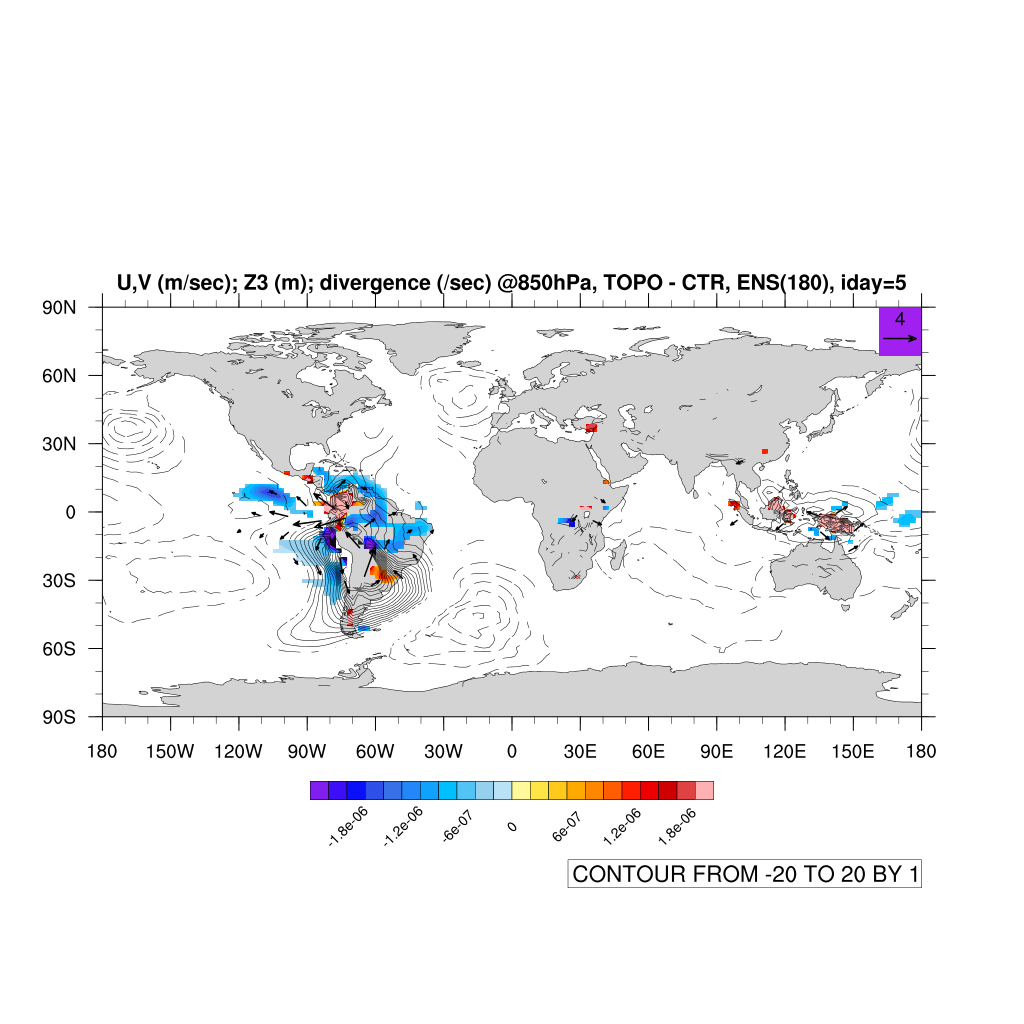 U,V (m/sec); Z3 (m); divergence (/sec) @850hPa, TOPO - CTR, ENS(180), iday=5
4
90N
60N
30N
0
30S
60S
90S
180 150W 120W 90W 60W 30W 0 30E 60E 90E 120E 150E 180
-1.8e-06 -1.2e-06 -6e-07 0 6e-07 1.2e-06 1.8e-06
CONTOUR FROM -20 TO 20 BY 1